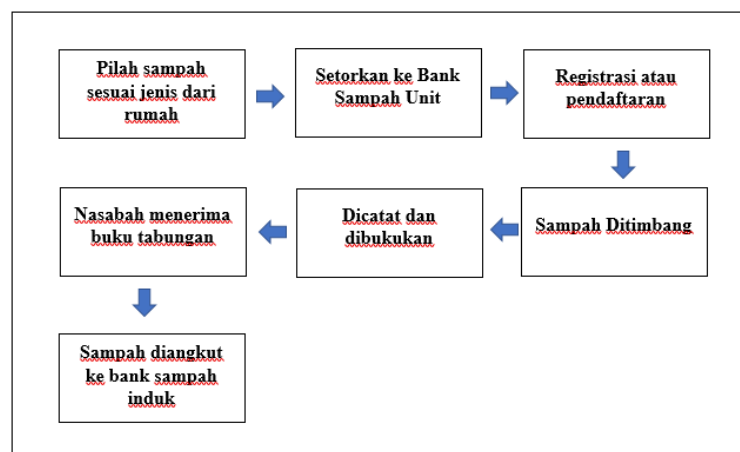 Pilah sampah
sesuai jenis dari
rumah
Setorkan ke Bank
Sampah Unit
Registrasi atau
pendaftaran
Sampah Ditimbang
Dicatat dan
dibukukan
Nasabah menerima
buku tabungan
Sampah diangkut
ke bank sampah
induk